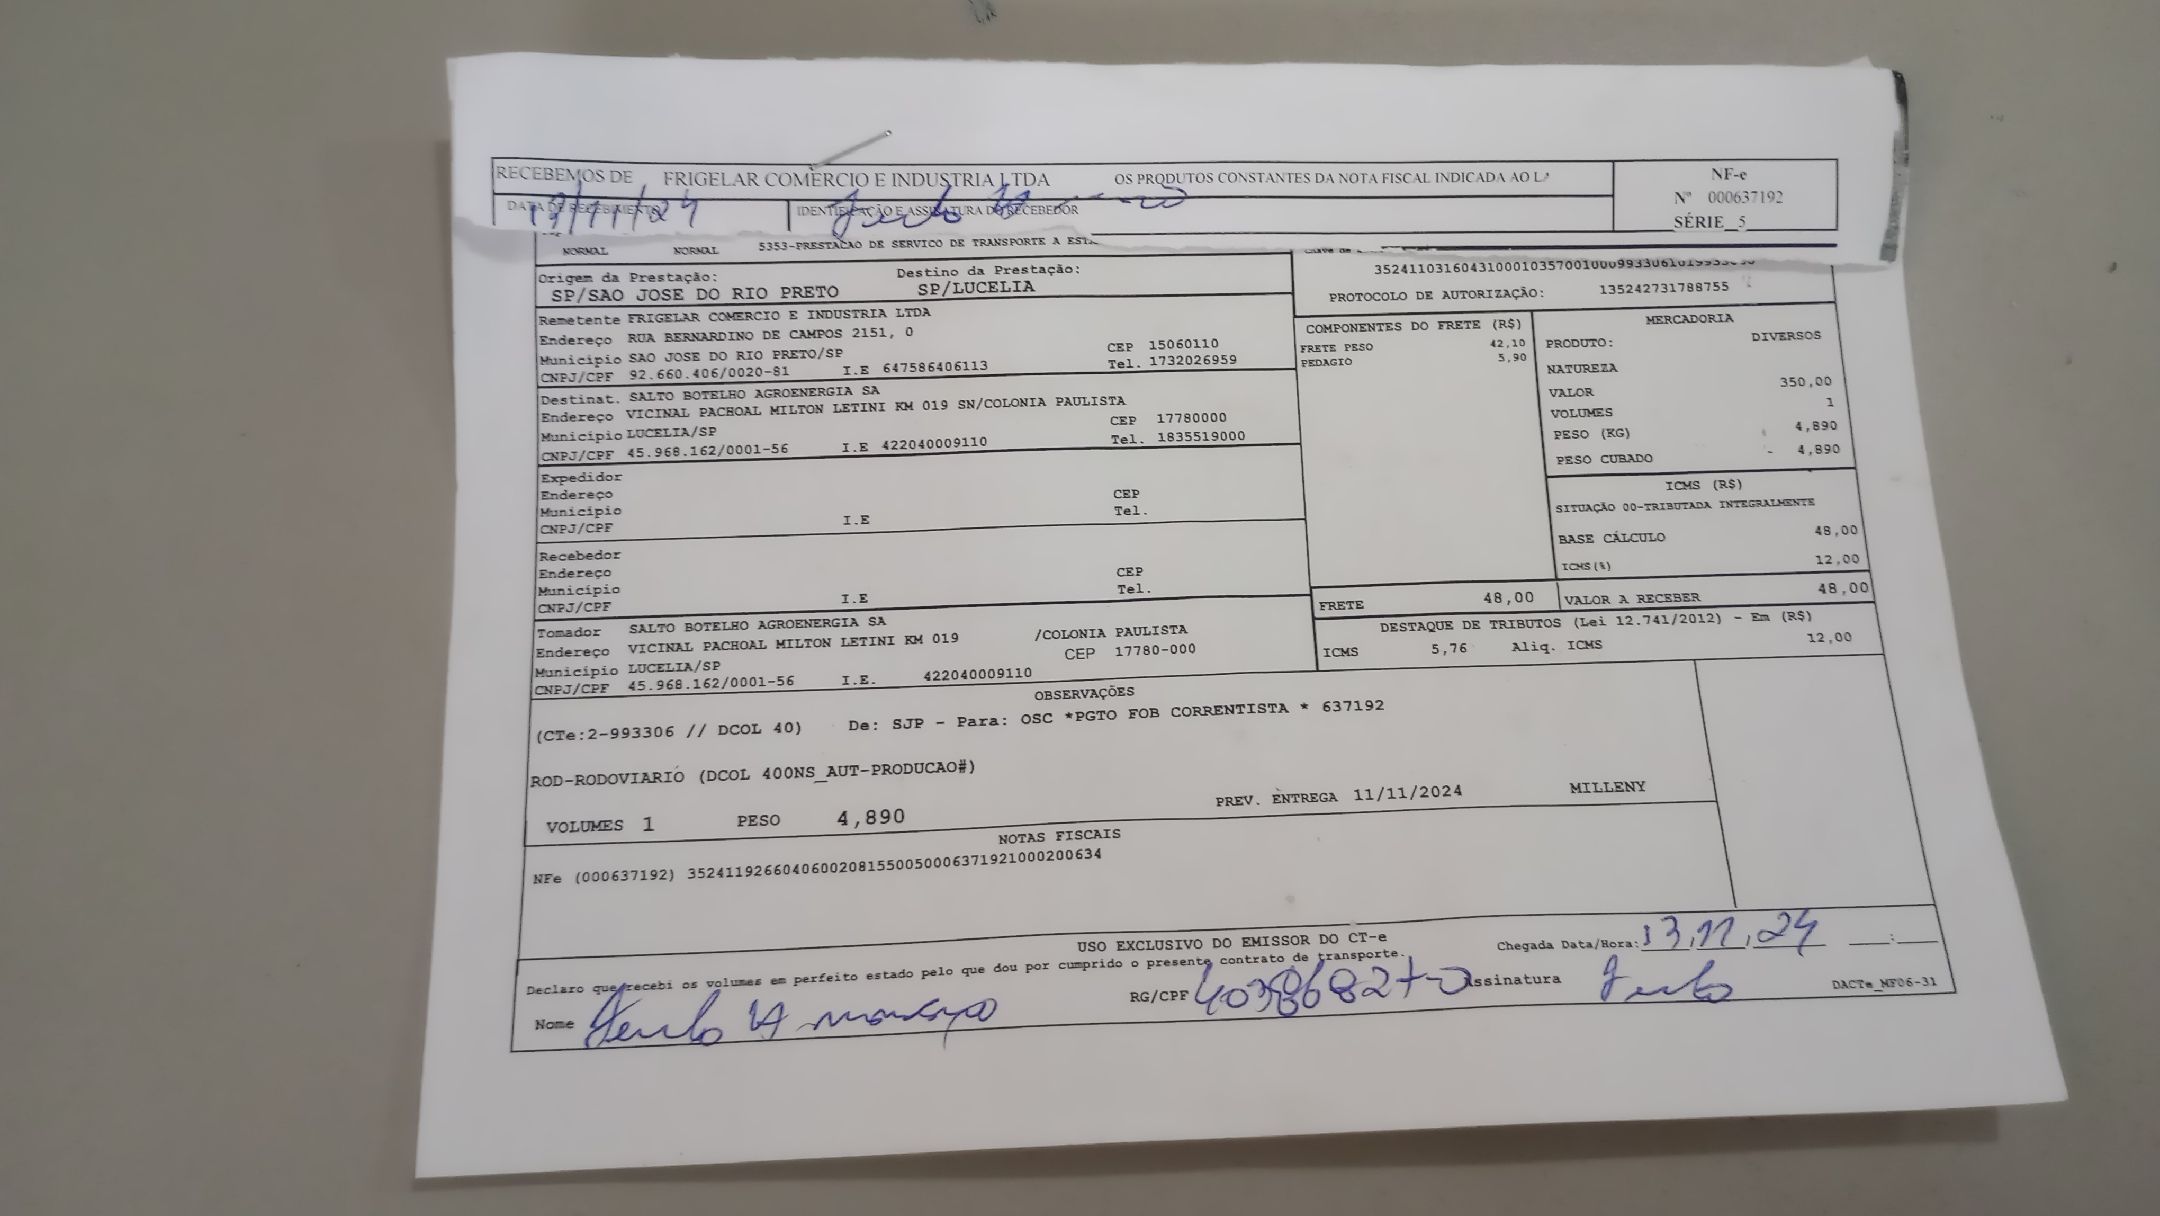 RECEBEMOS DE FRIGELAR COMERCIO E INDUSTRIA LTDA OS PRODUTOS CONSTANTES DA NOTA FISCAL INDICADA AO L
NF-e
Nº 000637192
SÉRIE 5
DATA DE RECEBIMENTO
IDENTIFICAÇÃO E ASSINATURA DO RECEBEDOR
NORMAL NORMAL 5353-PRESTACAO DE SERVICO DE TRANSPORTE A EST
Origem da Prestação: Destino da Prestação:
SP/SAO JOSE DO RIO PRETO SP/LUCELIA
PROTOCOLO DE AUTORIZAÇÃO: 135242731788755
Remetente FRIGELAR COMERCIO E INDUSTRIA LTDA
Endereço RUA BERNARDINO DE CAMPOS 2151, 0
Município SAO JOSE DO RIO PRETO/SP CEP 15060110
CNPJ/CPF 92.660.406/0020-81 I.E 647586406113 Tel. 1732026959
Destinat. SALTO BOTELHO AGROENERGIA SA
Endereço VICINAL PACHOAL MILTON LETINI KM 019 SN/COLONIA PAULISTA
Município LUCELIA/SP CEP 17780000
CNPJ/CPF 45.968.162/0001-56 I.E 422040009110 Tel. 1835519000
Expedidor
Endereço CEP
Município Tel.
CNPJ/CPF I.E
Recebedor
Endereço CEP
Município Tel.
CNPJ/CPF I.E
Tomador SALTO BOTELHO AGROENERGIA SA
Endereço VICINAL PACHOAL MILTON LETINI KM 019 /COLONIA PAULISTA
Município LUCELIA/SP CEP 17780-000
CNPJ/CPF 45.968.162/0001-56 I.E. 422040009110
COMPONENTES DO FRETE (R$)
FRETE PESO 42,10
PEDAGIO 5,90
MERCADORIA
PRODUTO: DIVERSOS
NATUREZA
VALOR 350,00
VOLUMES 1
PESO (KG) 4,890
PESO CUBADO 4,890
ICMS (R$)
SITUAÇÃO 00-TRIBUTADA INTEGRALMENTE
BASE CÁLCULO 48,00
ICMS(%) 12,00
FRETE 48,00 VALOR A RECEBER 48,00
DESTAQUE DE TRIBUTOS (Lei 12.741/2012) - Em (R$)
ICMS 5,76 Aliq. ICMS 12,00
OBSERVAÇÕES
(CTe:2-993306 // DCOL 40) De: SJP - Para: OSC *PGTO FOB CORRENTISTA * 637192
ROD-RODOVIARIO (DCOL 400NS_AUT-PRODUCAO#)
VOLUMES 1 PESO 4,890 PREV. ENTREGA 11/11/2024 MILLENY
NOTAS FISCAIS
NFe (000637192) 35241192660406002081550050006371921000200634
USO EXCLUSIVO DO EMISSOR DO CT-e
Chegada Data/Hora: 13,11,24
Declaro que recebi os volumes em perfeito estado pelo que dou por cumprido o presente contrato de transporte.
Nome RG/CPF Assinatura DACTe_MF06-31